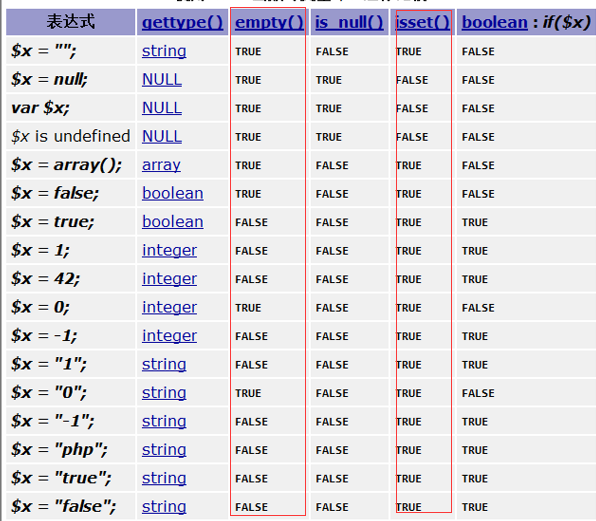 表达式 gettype() empty() is_null() isset() boolean : if($x)
$x = ""; string TRUE FALSE TRUE FALSE
$x = null; NULL TRUE TRUE FALSE FALSE
var $x; NULL TRUE TRUE FALSE FALSE
$x is undefined NULL TRUE TRUE FALSE FALSE
$x = array(); array TRUE FALSE TRUE FALSE
$x = false; boolean TRUE FALSE TRUE FALSE
$x = true; boolean FALSE FALSE TRUE TRUE
$x = 1; integer FALSE FALSE TRUE TRUE
$x = 42; integer FALSE FALSE TRUE TRUE
$x = 0; integer TRUE FALSE TRUE FALSE
$x = -1; integer FALSE FALSE TRUE TRUE
$x = "1"; string FALSE FALSE TRUE TRUE
$x = "0"; string TRUE FALSE TRUE FALSE
$x = "-1"; string FALSE FALSE TRUE TRUE
$x = "php"; string FALSE FALSE TRUE TRUE
$x = "true"; string FALSE FALSE TRUE TRUE
$x = "false"; string FALSE FALSE TRUE TRUE